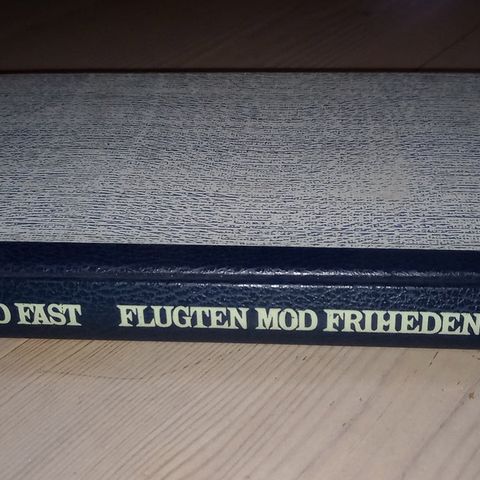 D FAST FLUGTEN MOD FRIHEDEN